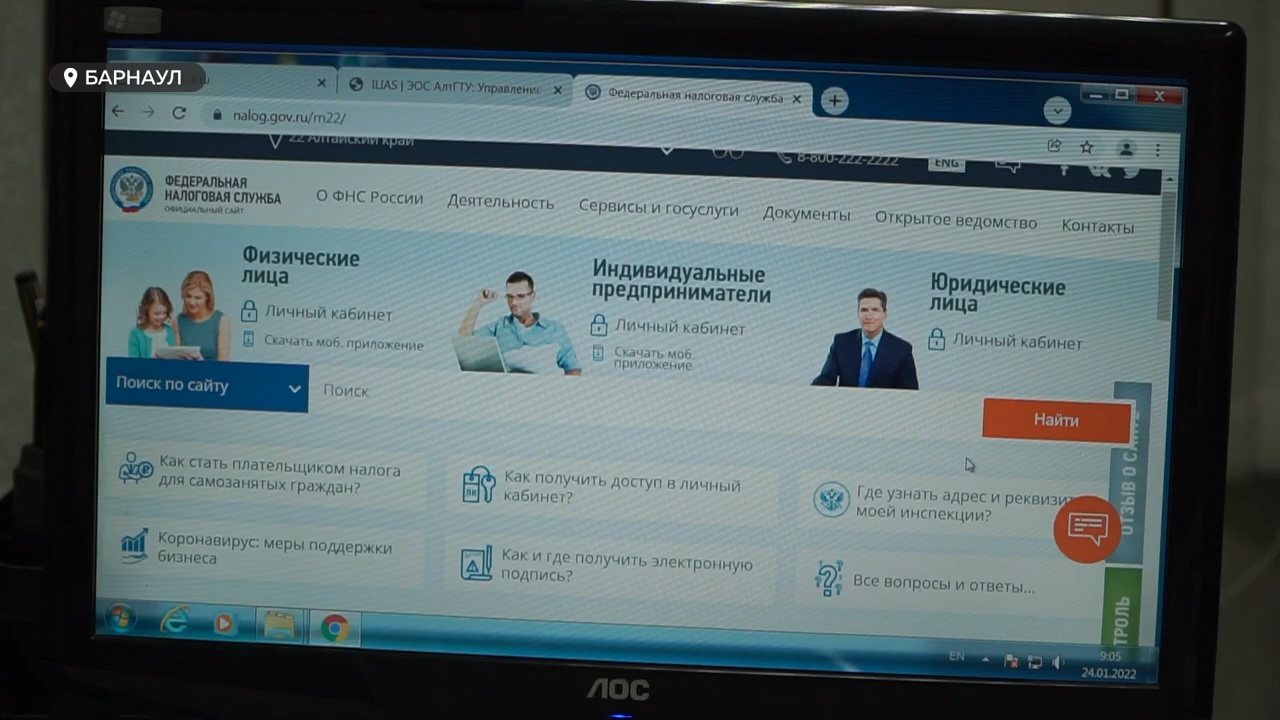 БАРНАУЛ
ILIAS | ЭОС АлтГТУ: Управление
Федеральная налоговая служба
nalog.gov.ru/rn22/
22 Алтайский край
8-800-222-2222
ENG
ФЕДЕРАЛЬНАЯ
НАЛОГОВАЯ СЛУЖБА
ОФИЦИАЛЬНЫЙ САЙТ
О ФНС России
Деятельность
Сервисы и госуслуги
Документы
Открытое ведомство
Контакты
Физические
лица
Личный кабинет
Скачать моб. приложение
Индивидуальные
предприниматели
Личный кабинет
Скачать моб.
приложение
Юридические
лица
Личный кабинет
Поиск по сайту
Поиск
Найти
Как стать плательщиком налога
для самозанятых граждан?
Как получить доступ в личный
кабинет?
Где узнать адрес и реквизит
моей инспекции?
Коронавирус: меры поддержки
бизнеса
Как и где получить электронную
подпись?
Все вопросы и ответы...
ОТЗЫВ О САЙТЕ
ТРОЛЬ
EN
9:05
24.01.2022
AOC